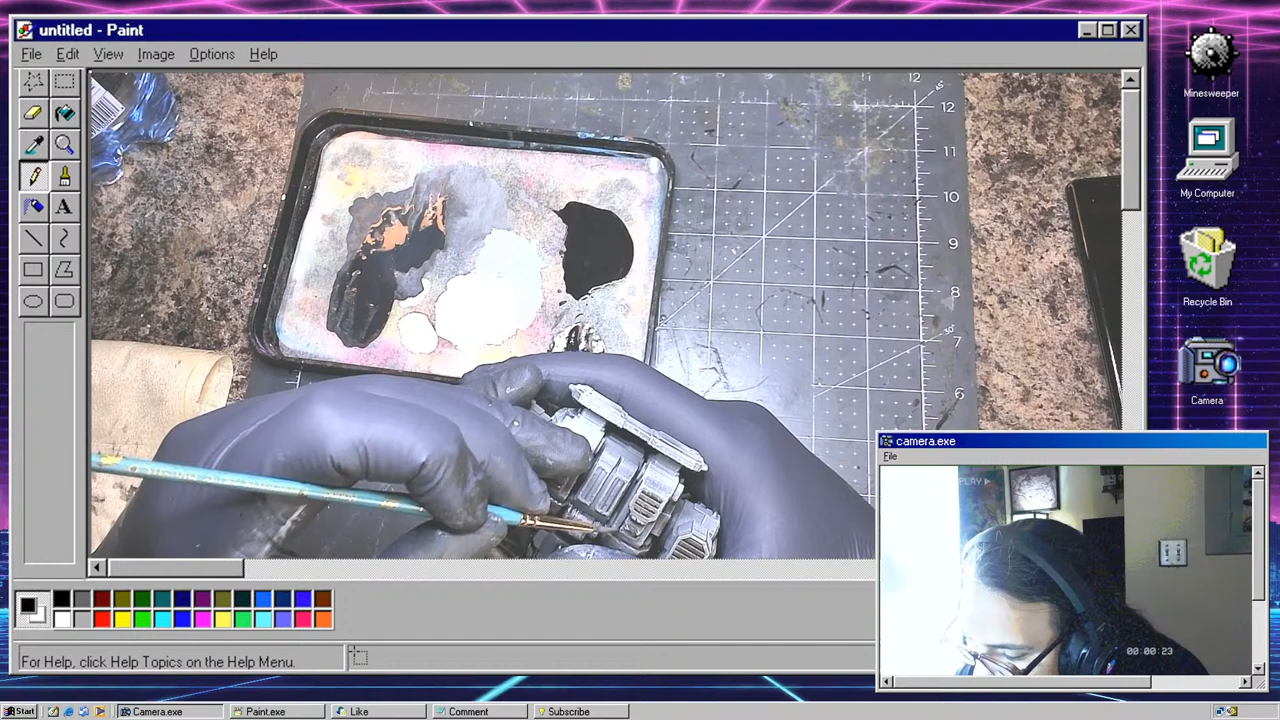 untitled - Paint
File Edit View Image Options Help
12
12
11
10
9
8
7
6
Minesweeper
My Computer
Recycle Bin
Camera
camera.exe
File
PLAY
00:00:23
For Help, click Help Topics on the Help Menu.
Start Camera.exe Paint.exe Like Comment Subscribe